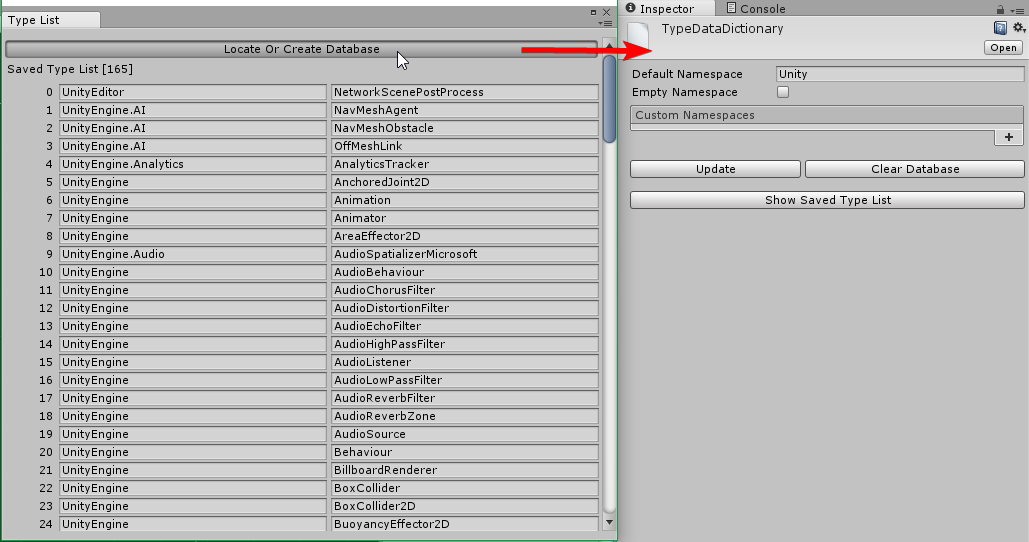 Type List
Locate Or Create Database
Saved Type List [165]
0 UnityEditor NetworkScenePostProcess
1 UnityEngine.AI NavMeshAgent
2 UnityEngine.AI NavMeshObstacle
3 UnityEngine.AI OffMeshLink
4 UnityEngine.Analytics AnalyticsTracker
5 UnityEngine AnchoredJoint2D
6 UnityEngine Animation
7 UnityEngine Animator
8 UnityEngine AreaEffector2D
9 UnityEngine.Audio AudioSpatializerMicrosoft
10 UnityEngine AudioBehaviour
11 UnityEngine AudioChorusFilter
12 UnityEngine AudioDistortionFilter
13 UnityEngine AudioEchoFilter
14 UnityEngine AudioHighPassFilter
15 UnityEngine AudioListener
16 UnityEngine AudioLowPassFilter
17 UnityEngine AudioReverbFilter
18 UnityEngine AudioReverbZone
19 UnityEngine AudioSource
20 UnityEngine Behaviour
21 UnityEngine BillboardRenderer
22 UnityEngine BoxCollider
23 UnityEngine BoxCollider2D
24 UnityEngine BuoyancyEffector2D
Inspector Console
TypeDataDictionary
Open
Default Namespace Unity
Empty Namespace
Custom Namespaces
+
Update Clear Database
Show Saved Type List